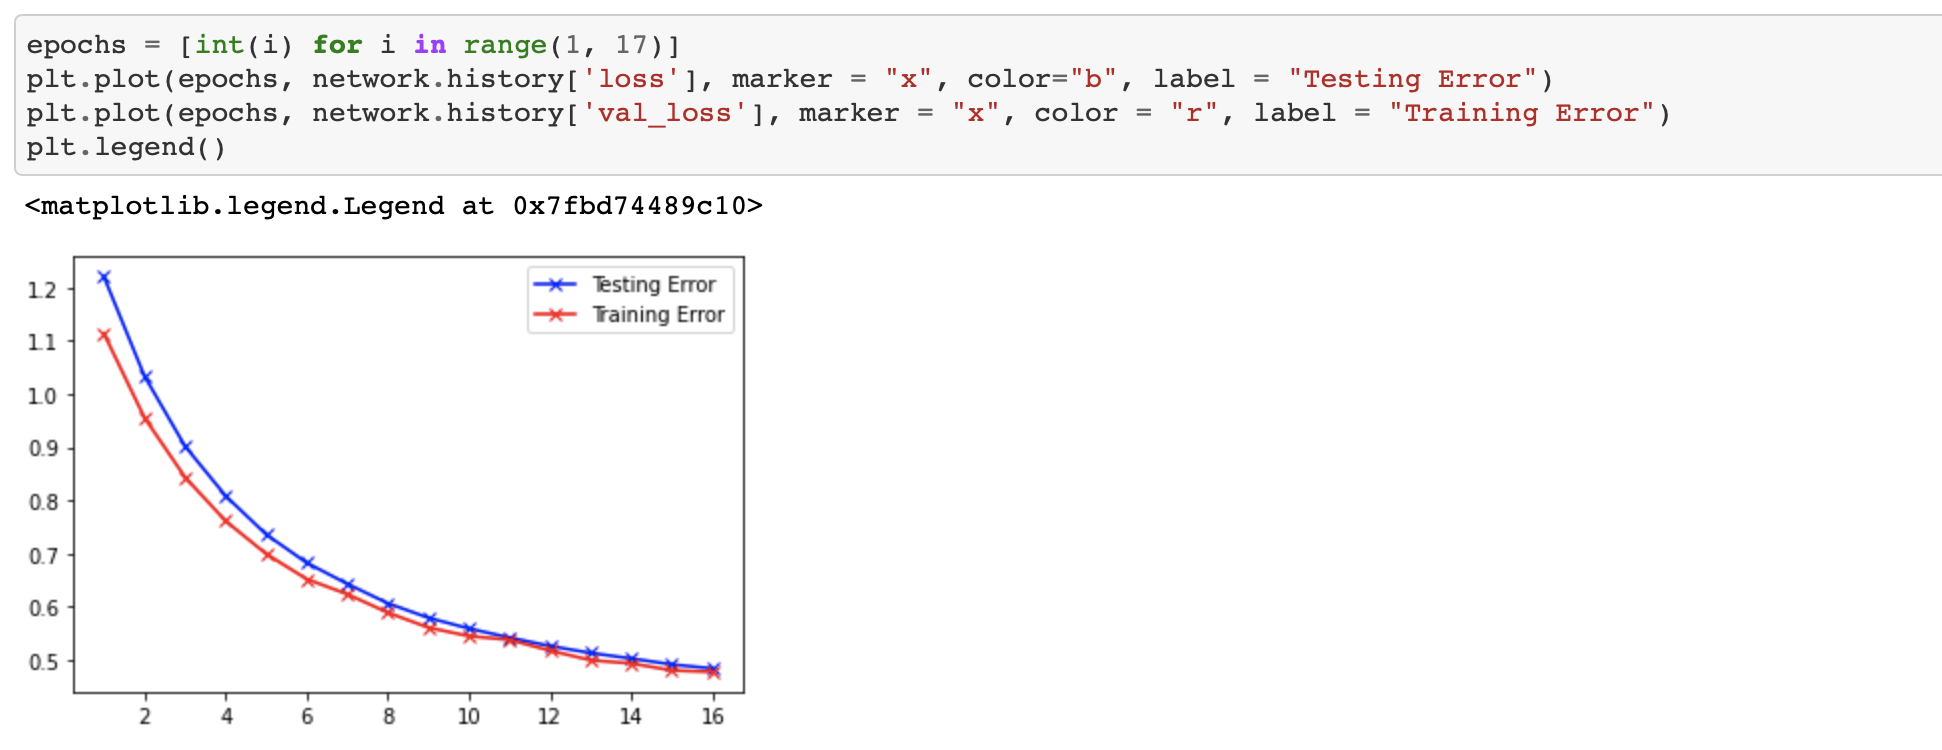 epochs = [int(i) for i in range(1, 17)]
plt.plot(epochs, network.history['loss'], marker = "x", color="b", label = "Testing Error")
plt.plot(epochs, network.history['val_loss'], marker = "x", color = "r", label = "Training Error")
plt.legend()
<matplotlib.legend.Legend at 0x7fbd74489c10>
Testing Error
Training Error
1.2
1.1
1.0
0.9
0.8
0.7
0.6
0.5
2 4 6 8 10 12 14 16